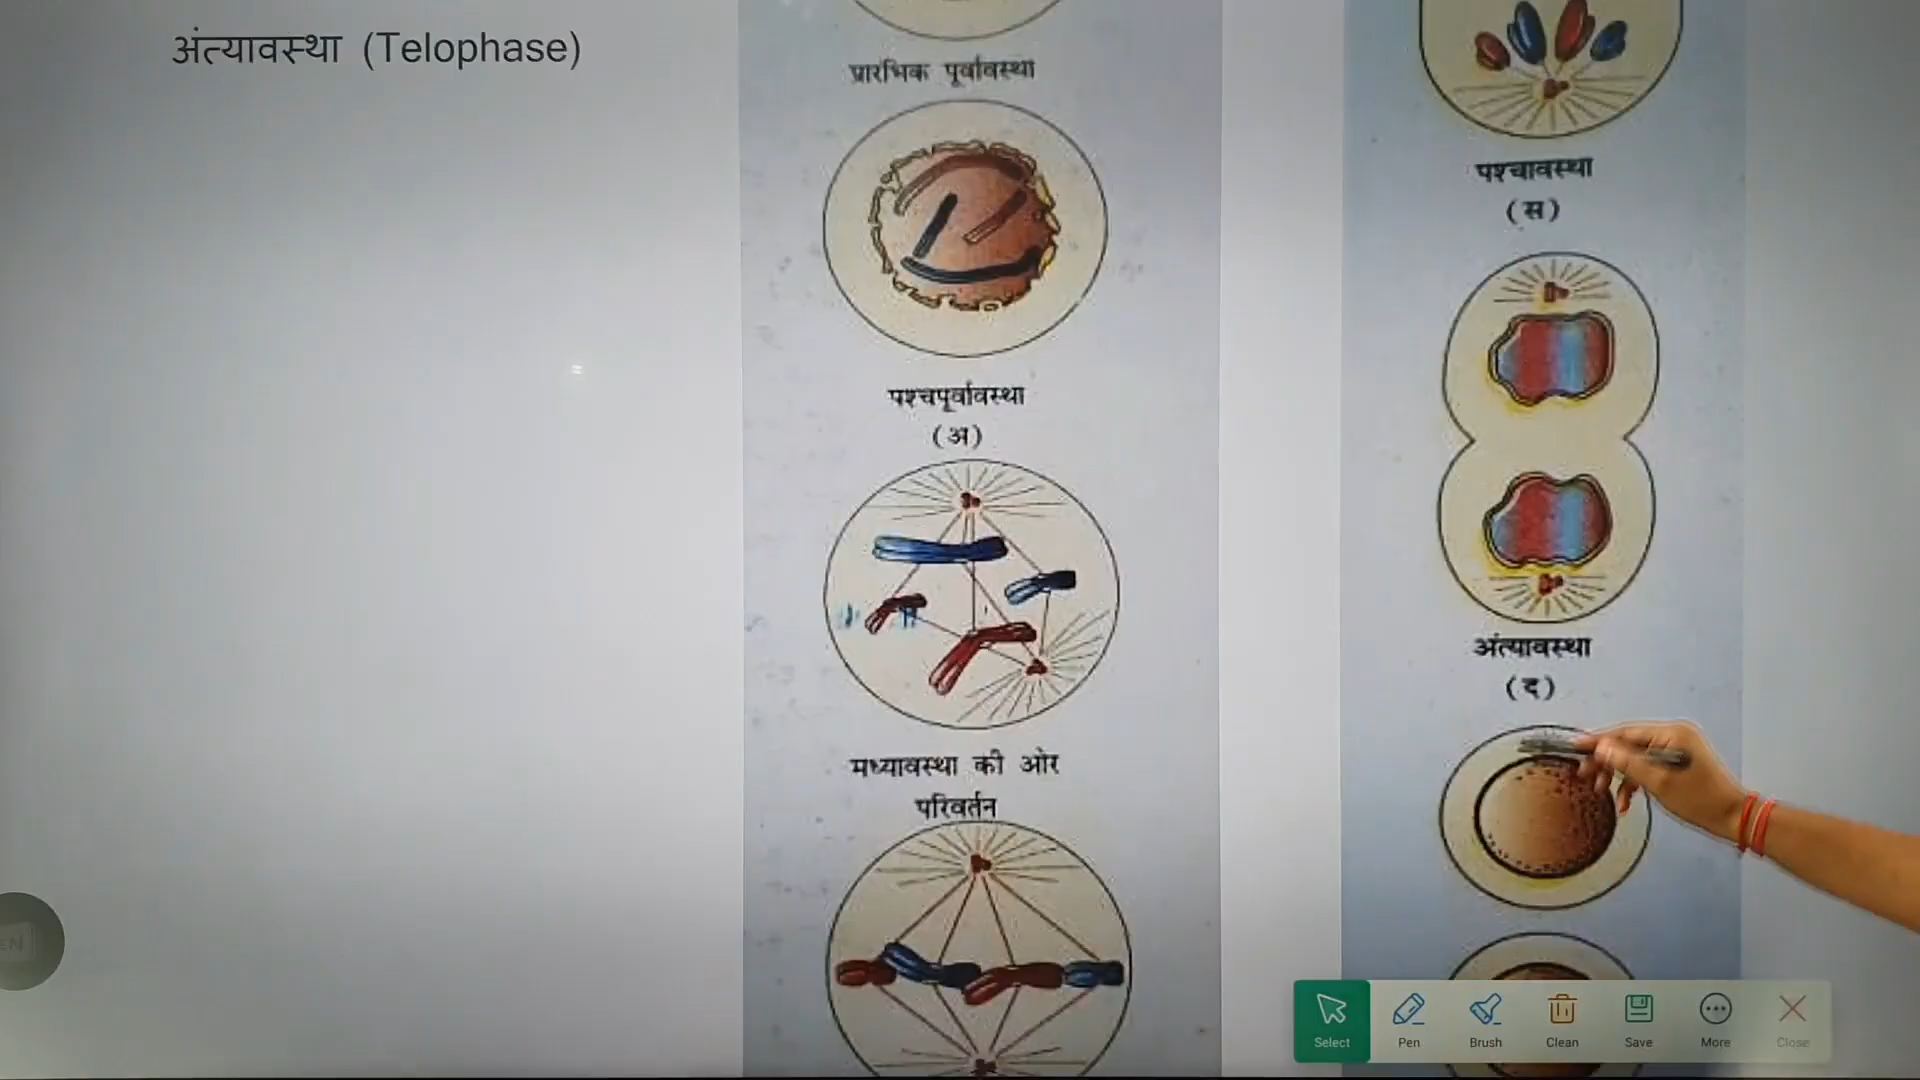 अंत्यावस्था (Telophase)
प्रारंभिक पूर्वावस्था
पश्चपूर्वावस्था
(अ)
मध्यावस्था की ओर
परिवर्तन
पश्चावस्था
(स)
अंत्यावस्था
(द)
EN
Select Pen Brush Clean Save More Close